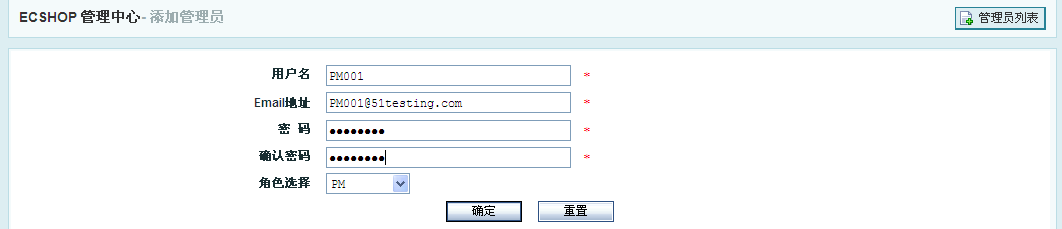 ECSHOP 管理中心 - 添加管理员 管理员列表
用户名 PM001 *
Email地址 PM001@51testing.com *
密 码 ●●●●●●●● *
确认密码 ●●●●●●●● *
角色选择 PM
确定 重置